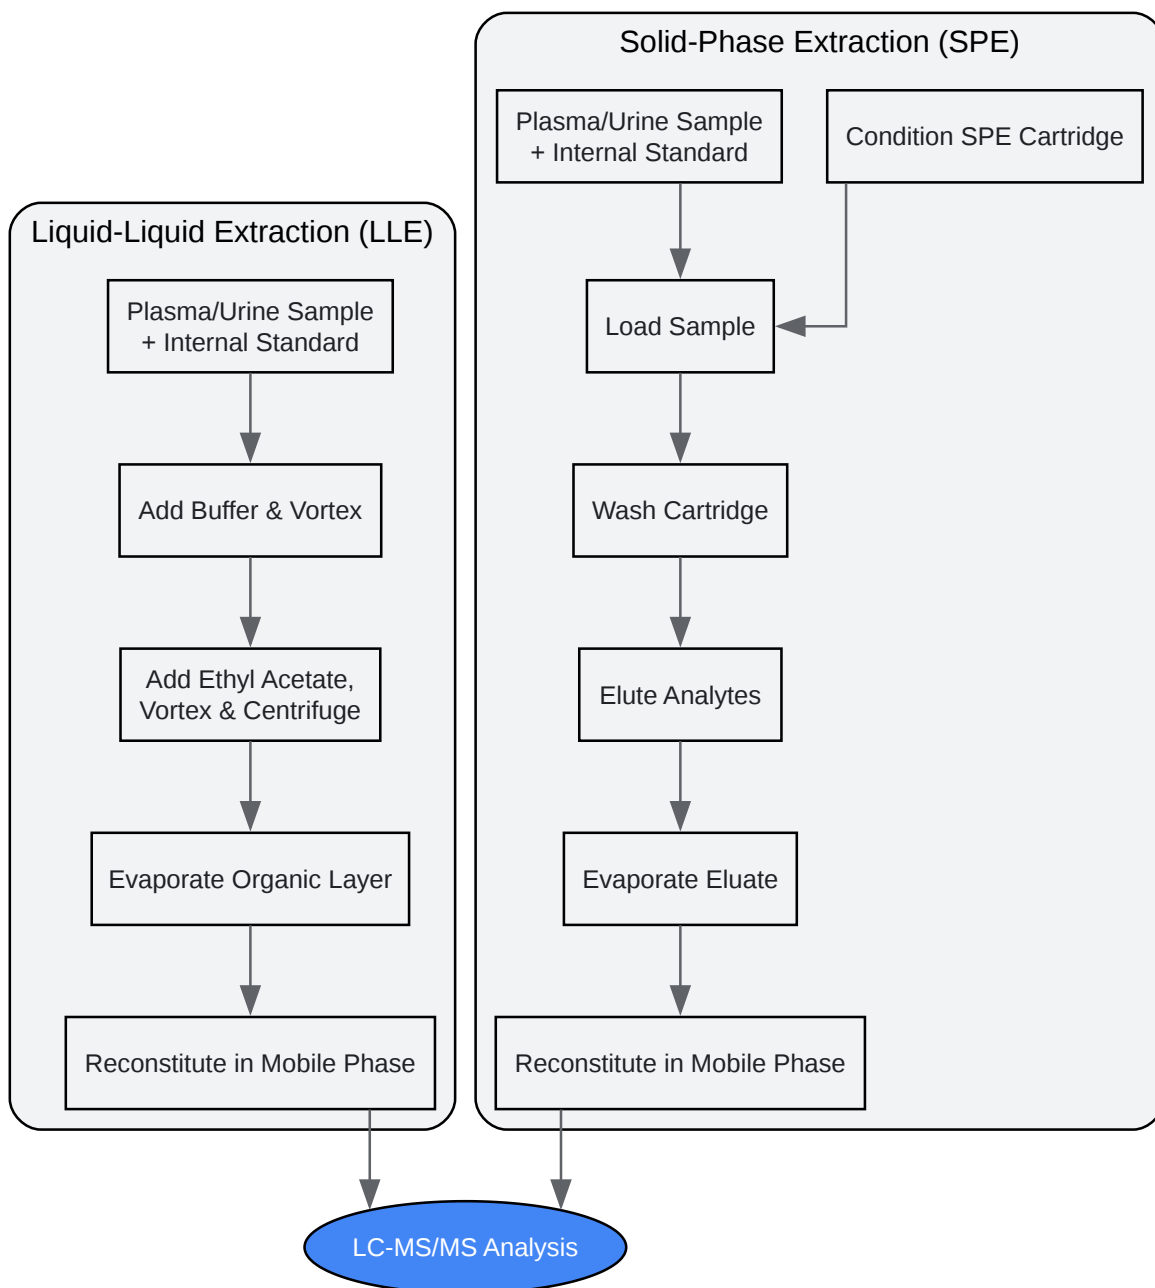 Solid-Phase Extraction (SPE)
Plasma/Urine Sample
+ Internal Standard
Condition SPE Cartridge
Load Sample
Wash Cartridge
Elute Analytes
Evaporate Eluate
Reconstitute in Mobile Phase
Liquid-Liquid Extraction (LLE)
Plasma/Urine Sample
+ Internal Standard
Add Buffer & Vortex
Add Ethyl Acetate,
Vortex & Centrifuge
Evaporate Organic Layer
Reconstitute in Mobile Phase
LC-MS/MS Analysis